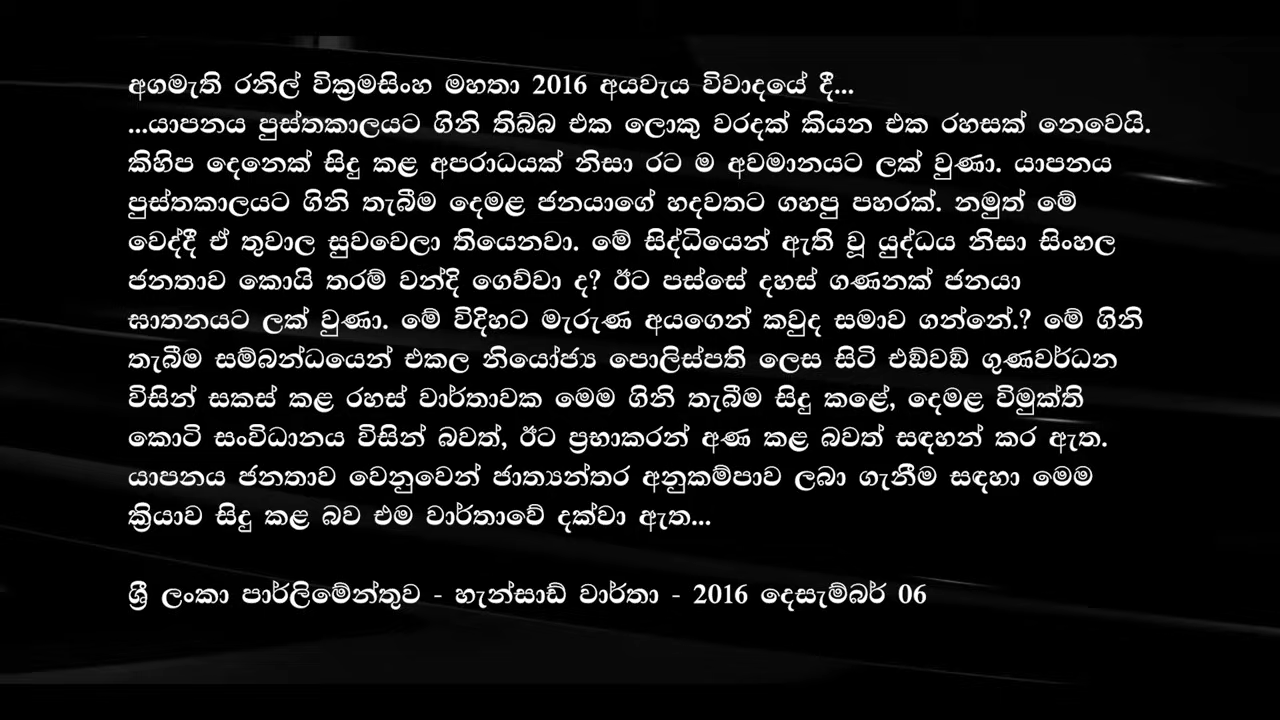 අගමැති රනිල් වික්‍රමසිංහ මහතා 2016 අයවැය විවාදයේ දී...
...යාපනය පුස්තකාලයට ගිනි තිබ්බ එක ලොකු වරදක් කියන එක රහසක් නෙවෙයි.
කිහිප දෙනෙක් සිදු කළ අපරාධයක් නිසා රට ම අවමානයට ලක් වුණා. යාපනය
පුස්තකාලයට ගිනි තැබීම දෙමළ ජනයාගේ හදවතට ගහපු පහරක්. නමුත් මේ
වෙද්දී ඒ තුවාල සුවවෙලා තියෙනවා. මේ සිද්ධියෙන් ඇති වූ යුද්ධය නිසා සිංහල
ජනතාව කොයි තරම් වන්දි ගෙව්වා ද? ඊට පස්සේ දහස් ගණනක් ජනයා
ඝාතනයට ලක් වුණා. මේ විදිහට මැරුණ අයගෙන් කවුද සමාව ගන්නේ.? මේ ගිනි
තැබීම සම්බන්ධයෙන් එකල නියෝජ්‍ය පොලිස්පති ලෙස සිටි එඩ්වඩ් ගුණවර්ධන
විසින් සකස් කළ රහස් වාර්තාවක මෙම ගිනි තැබීම සිදු කළේ, දෙමළ විමුක්ති
කොටි සංවිධානය විසින් බවත්, ඊට ප්‍රභාකරන් අණ කළ බවත් සඳහන් කර ඇත.
යාපනය ජනතාව වෙනුවෙන් ජාත්‍යන්තර අනුකම්පාව ලබා ගැනීම සඳහා මෙම
ක්‍රියාව සිදු කළ බව එම වාර්තාවේ දක්වා ඇත...
ශ්‍රී ලංකා පාර්ලිමේන්තුව - හැන්සාඩ් වාර්තා - 2016 දෙසැම්බර් 06